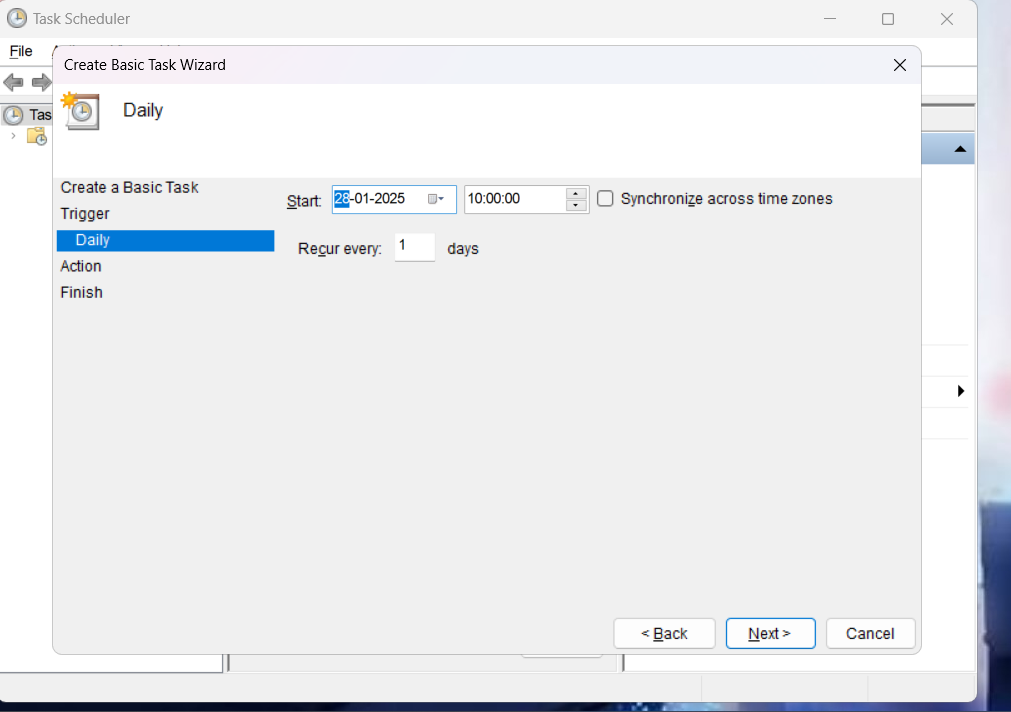 Task Scheduler
File
Create Basic Task Wizard
Daily
Tas
Create a Basic Task
Trigger
Daily
Action
Finish
Start: 28-01-2025 10:00:00 Synchronize across time zones
Recur every: 1 days
< Back Next > Cancel